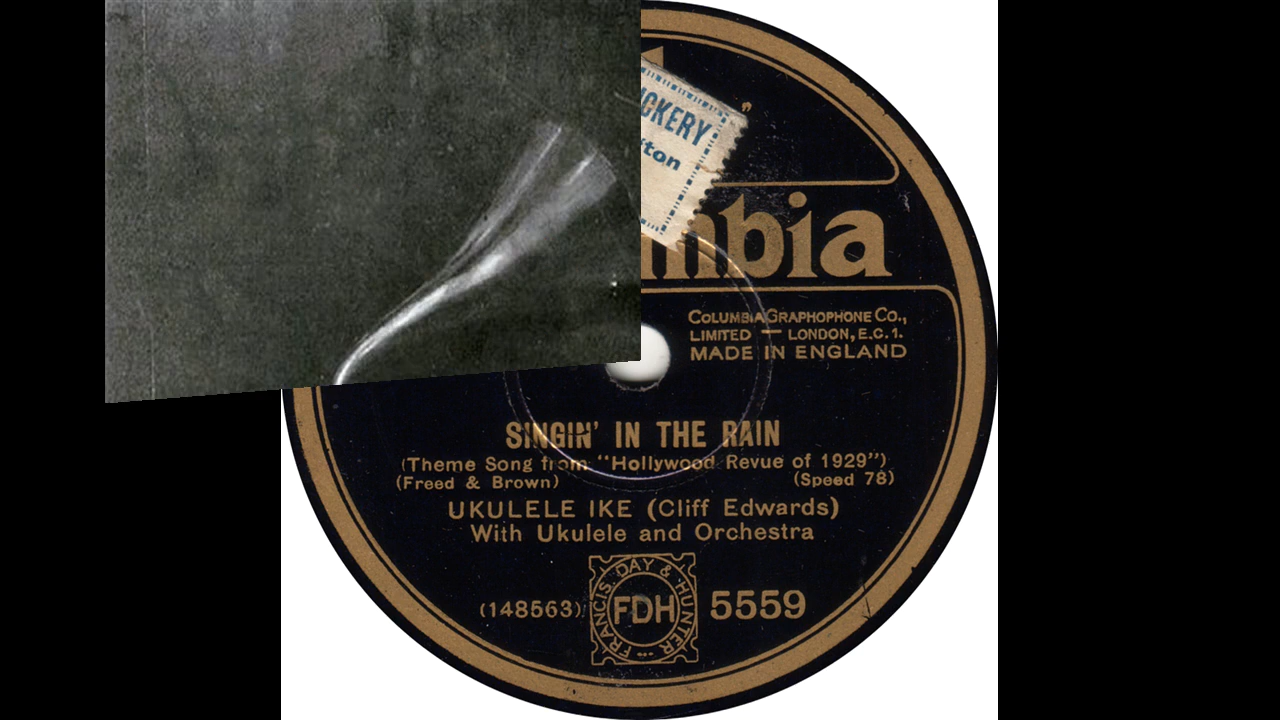 CKERY
ton
mbia
COLUMBIA GRAPHOPHONE CO.,
LIMITED — LONDON, E.C.1.
MADE IN ENGLAND
SINGIN' IN THE RAIN
(Theme Song from "Hollywood Revue of 1929")
(Freed & Brown) (Speed 78)
UKULELE IKE (Cliff Edwards)
With Ukulele and Orchestra
(148563) FRANCIS, DAY & HUNTER FDH 5559